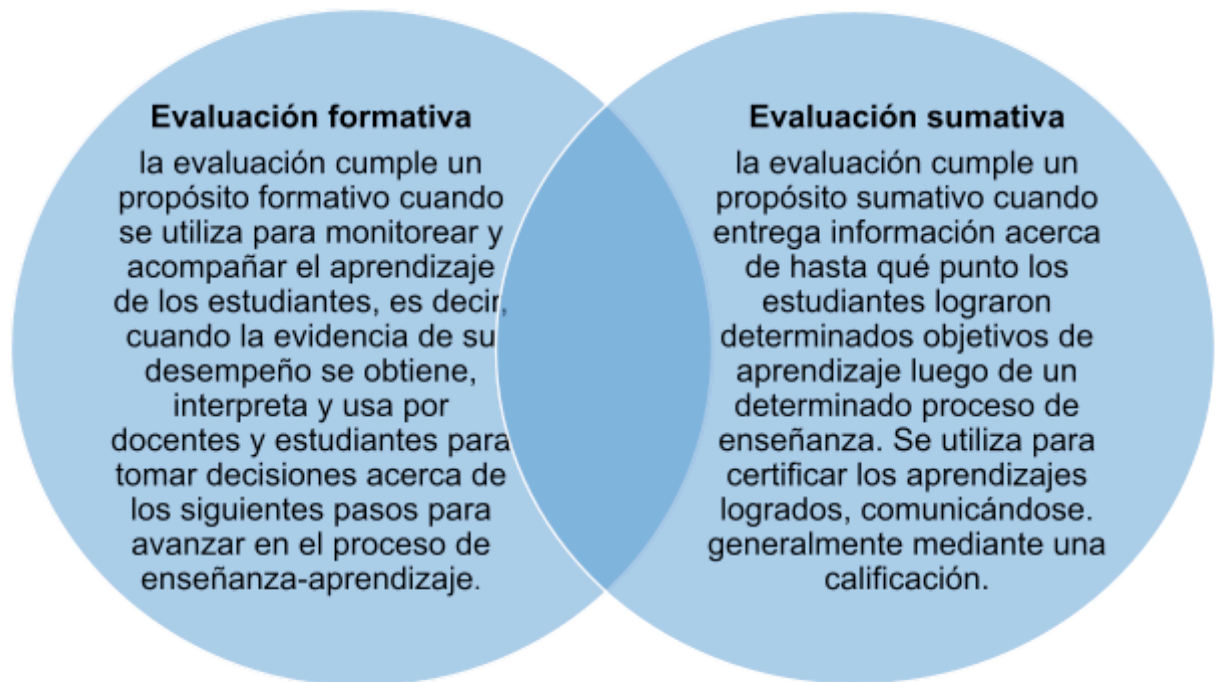 Evaluación formativa
la evaluación cumple un
propósito formativo cuando
se utiliza para monitorear y
acompañar el aprendizaje
de los estudiantes, es decir,
cuando la evidencia de su
desempeño se obtiene,
interpreta y usa por
docentes y estudiantes para
tomar decisiones acerca de
los siguientes pasos para
avanzar en el proceso de
enseñanza-aprendizaje.
Evaluación sumativa
la evaluación cumple un
propósito sumativo cuando
entrega información acerca
de hasta qué punto los
estudiantes lograron
determinados objetivos de
aprendizaje luego de un
determinado proceso de
enseñanza. Se utiliza para
certificar los aprendizajes
logrados, comunicándose.
generalmente mediante una
calificación.